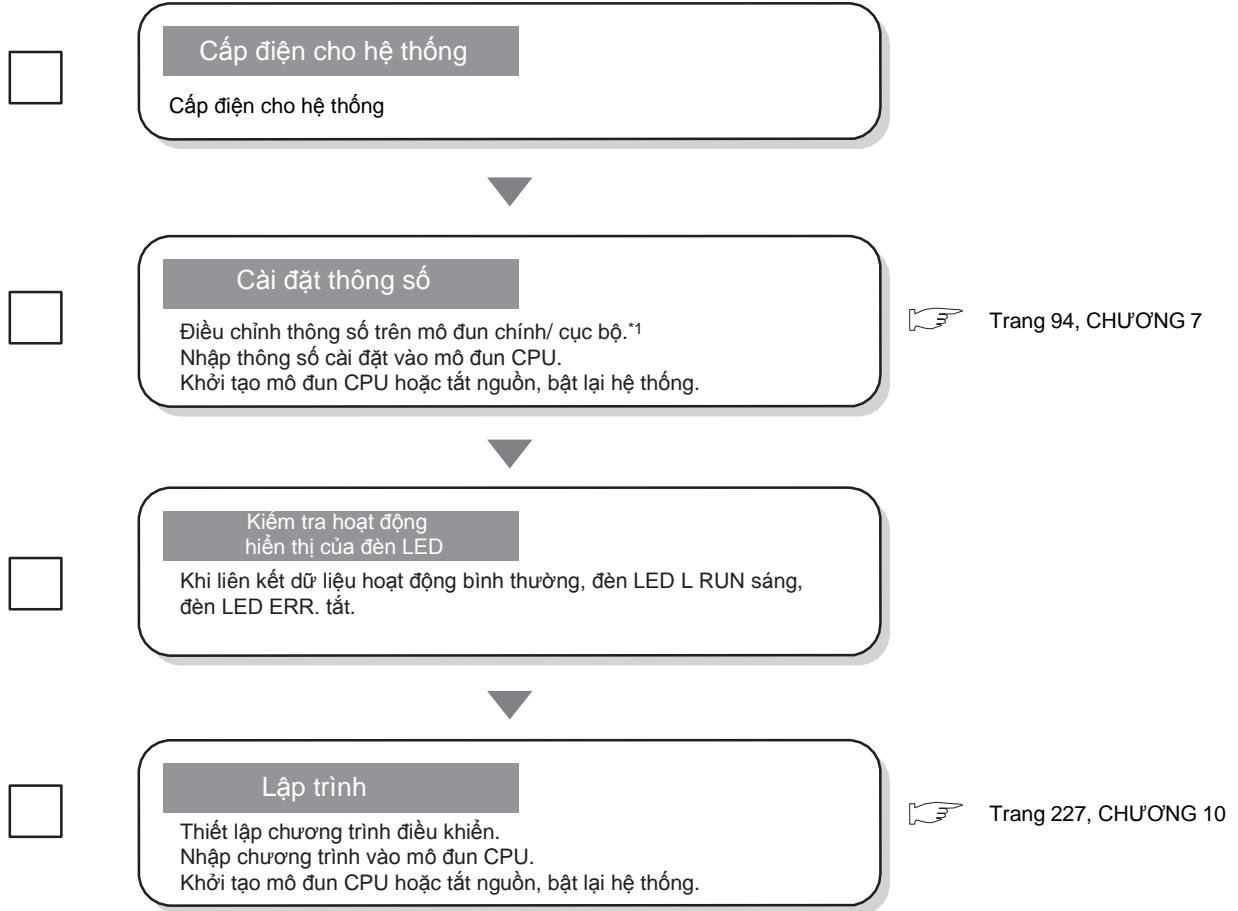 Cấp điện cho hệ thống
Cấp điện cho hệ thống
Cài đặt thông số
Điều chỉnh thông số trên mô đun chính/ cục bộ.*1
Nhập thông số cài đặt vào mô đun CPU.
Khởi tạo mô đun CPU hoặc tắt nguồn, bật lại hệ thống.
Trang 94, CHƯƠNG 7
Kiểm tra hoạt động
hiển thị của đèn LED
Khi liên kết dữ liệu hoạt động bình thường, đèn LED L RUN sáng,
đèn LED ERR. tắt.
Lập trình
Thiết lập chương trình điều khiển.
Nhập chương trình vào mô đun CPU.
Khởi tạo mô đun CPU hoặc tắt nguồn, bật lại hệ thống.
Trang 227, CHƯƠNG 10